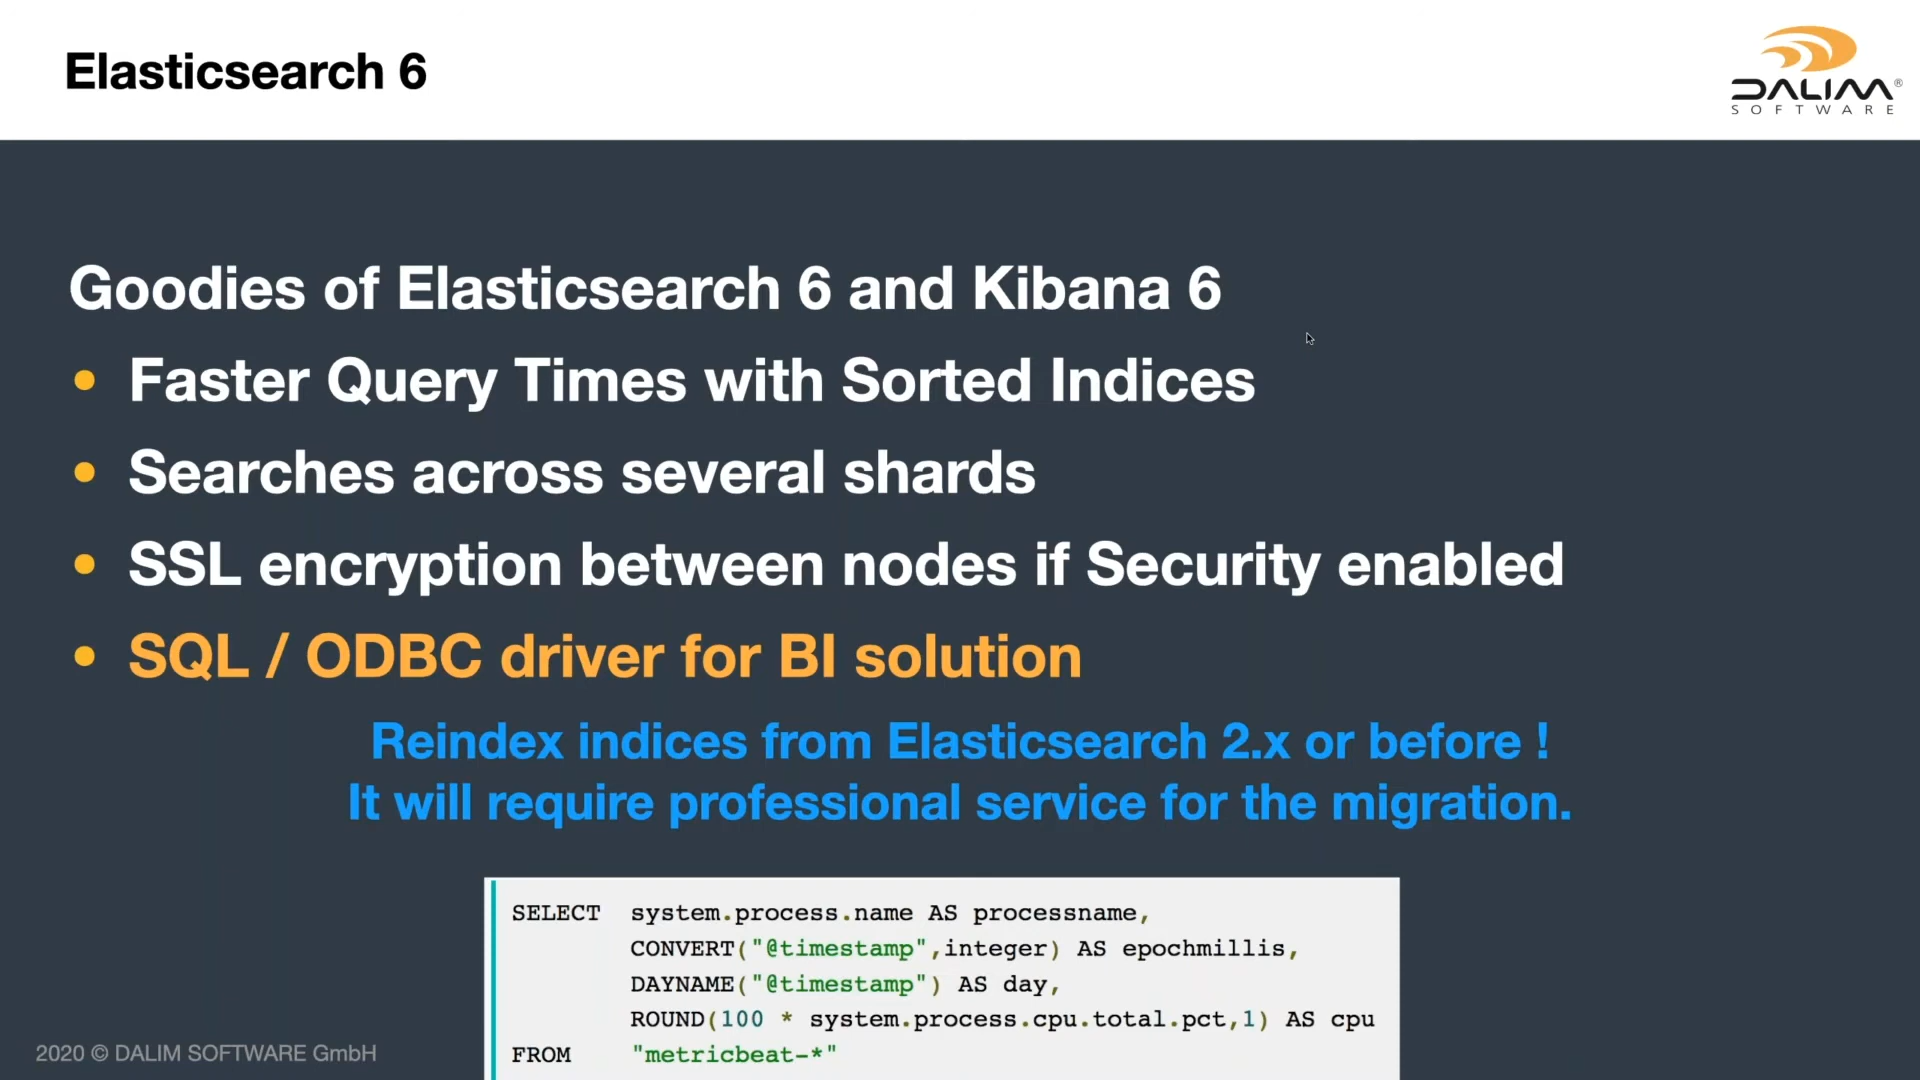 Elasticsearch 6
DALIM®
SOFTWARE
Goodies of Elasticsearch 6 and Kibana 6
• Faster Query Times with Sorted Indices
• Searches across several shards
• SSL encryption between nodes if Security enabled
• SQL / ODBC driver for BI solution
Reindex indices from Elasticsearch 2.x or before !
It will require professional service for the migration.
SELECT  system.process.name AS processname,
        CONVERT("@timestamp",integer) AS epochmillis,
        DAYNAME("@timestamp") AS day,
        ROUND(100 * system.process.cpu.total.pct,1) AS cpu
FROM    "metricbeat-*"
2020 © DALIM SOFTWARE GmbH